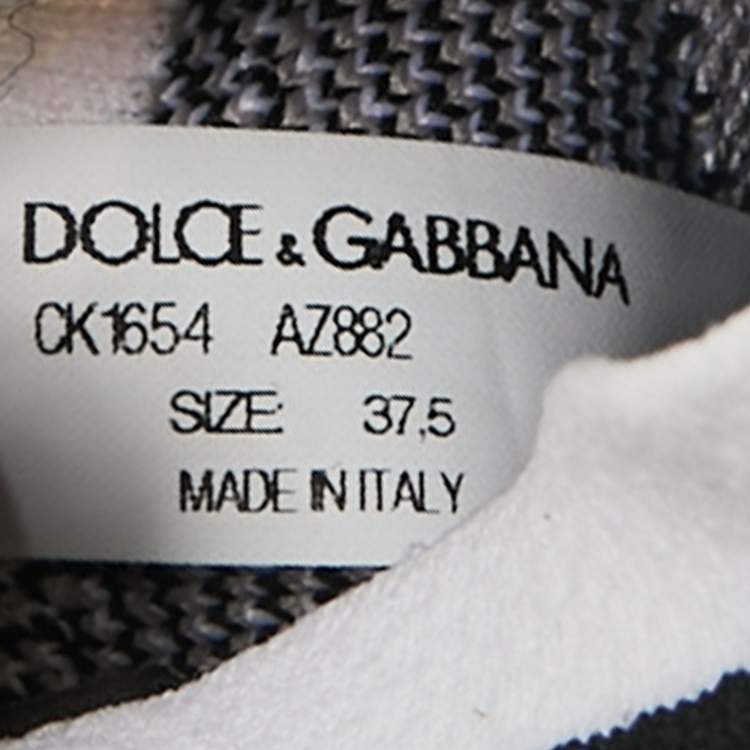 DOLCE & GABBANA
CK1654 AZ882
SIZE: 37,5
MADE IN ITALY